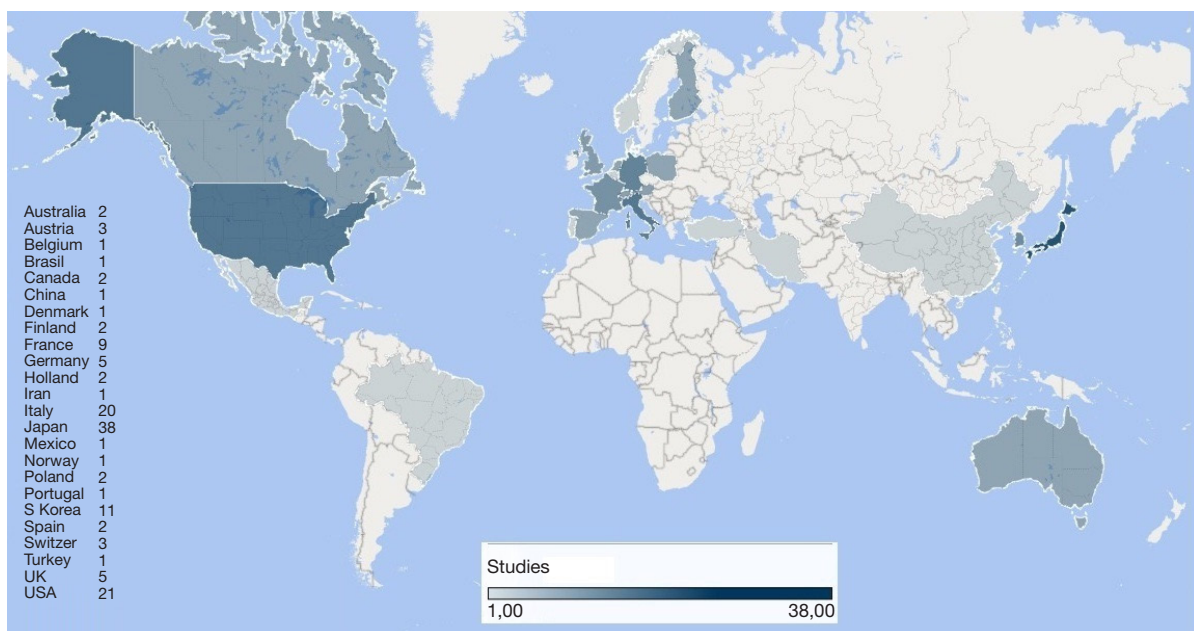 Australia 2
Austria 3
Belgium 1
Brasil 1
Canada 2
China 1
Denmark 1
Finland 2
France 9
Germany 5
Holland 2
Iran 1
Italy 20
Japan 38
Mexico 1
Norway 1
Poland 2
Portugal 1
S Korea 11
Spain 2
Switzer 3
Turkey 1
UK 5
USA 21
Studies
1,00 38,00